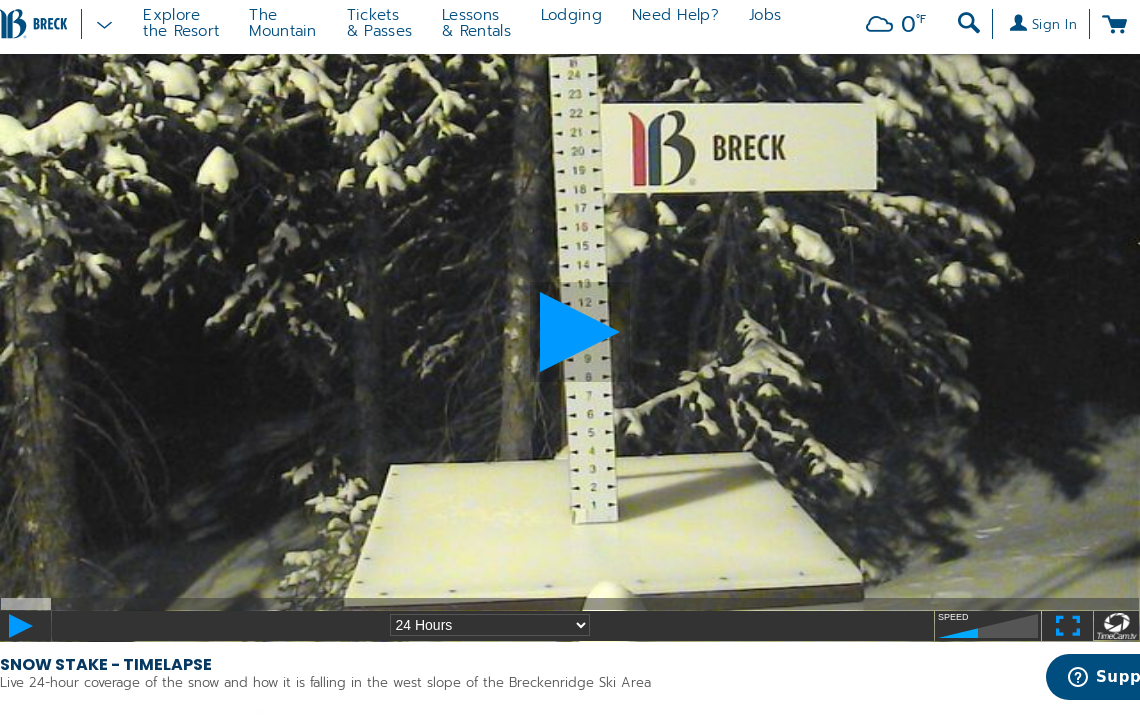 BRECK
Explore
the Resort
The
Mountain
Tickets
& Passes
Lessons
& Rentals
Lodging
Need Help?
Jobs
0°F
Sign In
24
23
22
21
20
19
18
17
16
15
14
13
12
9
8
7
6
5
4
3
2
1
B BRECK
24 Hours
SPEED
TimeCam.tv
SNOW STAKE - TIMELAPSE
Live 24-hour coverage of the snow and how it is falling in the west slope of the Breckenridge Ski Area
Supp